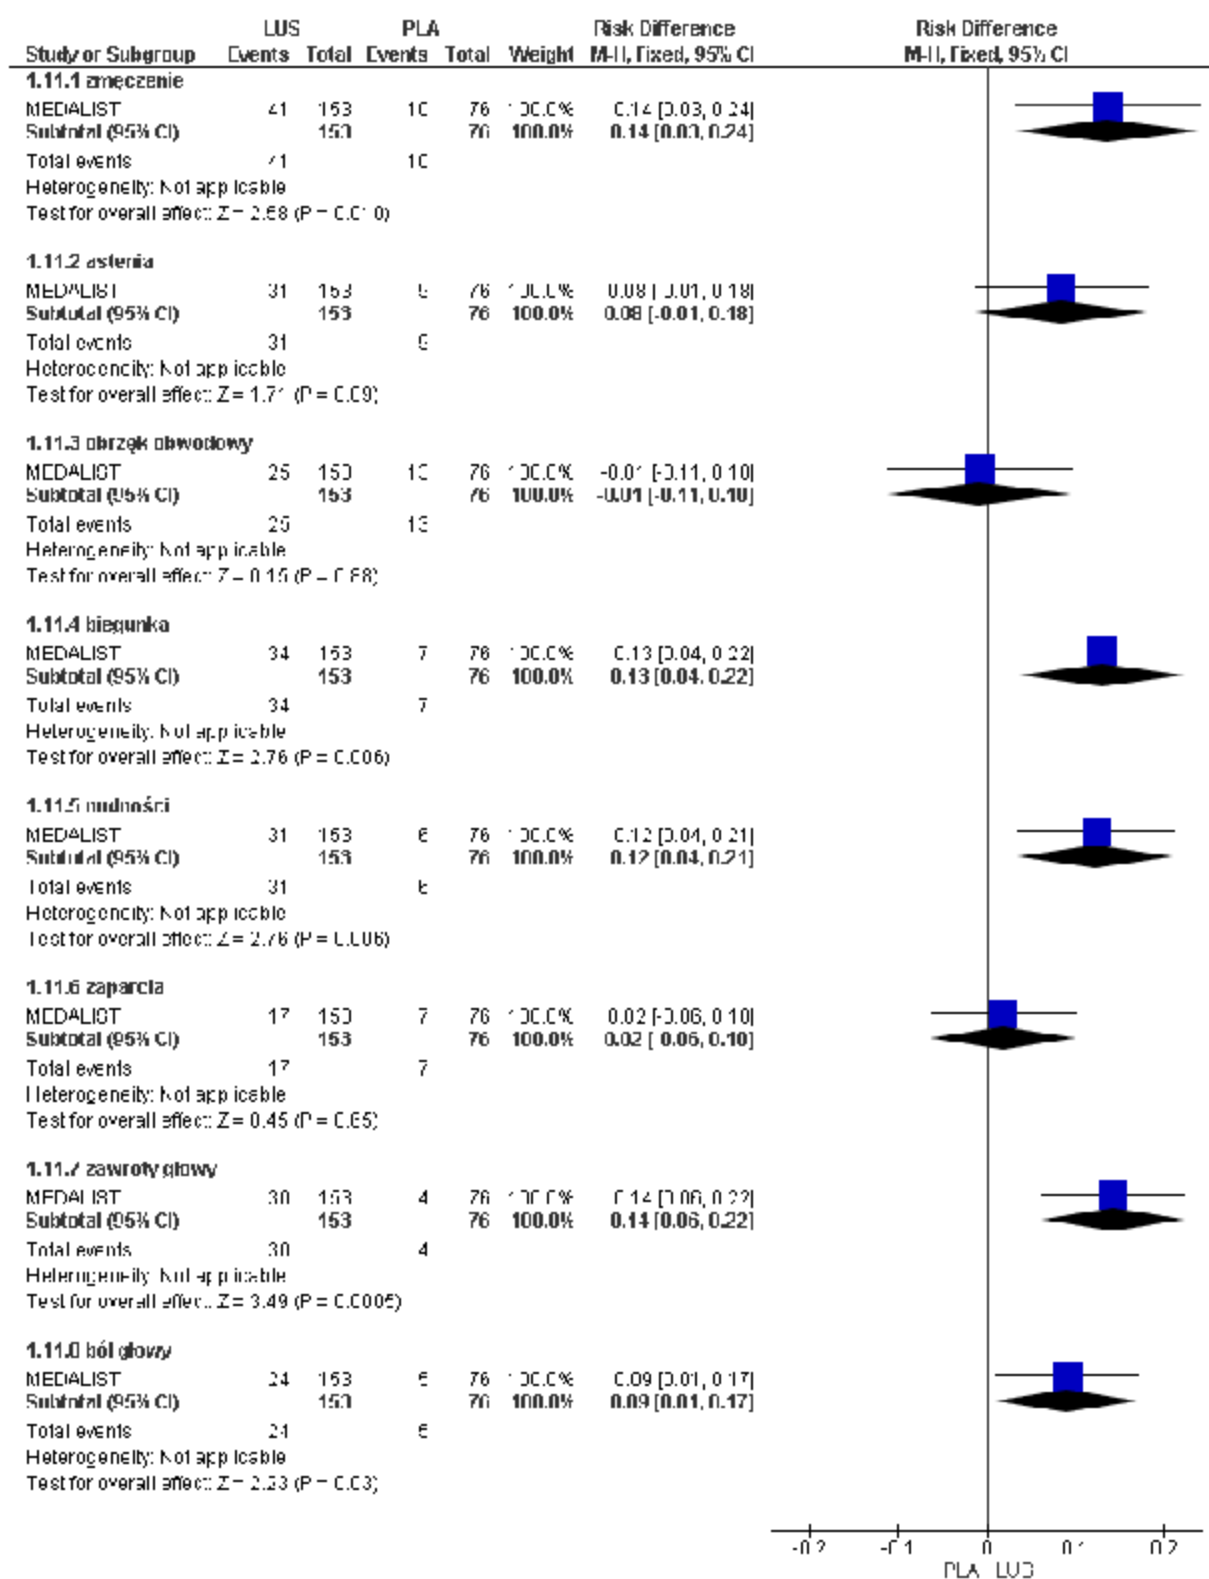 LUS PLA Risk Difference Risk Difference
Study or Subgroup Events Total Events Total Weight M-H, Fixed, 95% CI M-H, Fixed, 95% CI
1.11.1 zmęczenie
MEDALIST 41 153 10 76 100.0% 0.14 [0.03, 0.24]
Subtotal (95% CI) 153 76 100.0% 0.14 [0.03, 0.24]
Total events 41 10
Heterogeneity: Not applicable
Test for overall effect: Z = 2.58 (P = 0.010)
1.11.2 astenia
MEDALIST 31 153 9 76 100.0% 0.08 [-0.01, 0.18]
Subtotal (95% CI) 153 76 100.0% 0.08 [-0.01, 0.18]
Total events 31 9
Heterogeneity: Not applicable
Test for overall effect: Z = 1.71 (P = 0.09)
1.11.3 obrzęk obwodowy
MEDALIST 25 153 13 76 100.0% -0.01 [-0.11, 0.10]
Subtotal (95% CI) 153 76 100.0% -0.01 [-0.11, 0.10]
Total events 25 13
Heterogeneity: Not applicable
Test for overall effect: Z = 0.15 (P = 0.88)
1.11.4 biegunka
MEDALIST 34 153 7 76 100.0% 0.13 [0.04, 0.22]
Subtotal (95% CI) 153 76 100.0% 0.13 [0.04, 0.22]
Total events 34 7
Heterogeneity: Not applicable
Test for overall effect: Z = 2.76 (P = 0.006)
1.11.5 nudności
MEDALIST 31 153 6 76 100.0% 0.12 [0.04, 0.21]
Subtotal (95% CI) 153 76 100.0% 0.12 [0.04, 0.21]
Total events 31 6
Heterogeneity: Not applicable
Test for overall effect: Z = 2.76 (P = 0.006)
1.11.6 zaparcia
MEDALIST 17 153 7 76 100.0% 0.02 [-0.06, 0.10]
Subtotal (95% CI) 153 76 100.0% 0.02 [-0.06, 0.10]
Total events 17 7
Heterogeneity: Not applicable
Test for overall effect: Z = 0.45 (P = 0.65)
1.11.7 zawroty głowy
MEDALIST 30 153 4 76 100.0% 0.14 [0.06, 0.22]
Subtotal (95% CI) 153 76 100.0% 0.14 [0.06, 0.22]
Total events 30 4
Heterogeneity: Not applicable
Test for overall effect: Z = 3.49 (P = 0.0005)
1.11.8 ból głowy
MEDALIST 24 153 76 100.0% 0.09 [0.01, 0.17]
Subtotal (95% CI) 153 76 100.0% 0.09 [0.01, 0.17]
Total events 24
Heterogeneity: Not applicable
Test for overall effect: Z = 2.23 (P = 0.03)
-0.2 -0.1 0 0.1 0.2
PLA